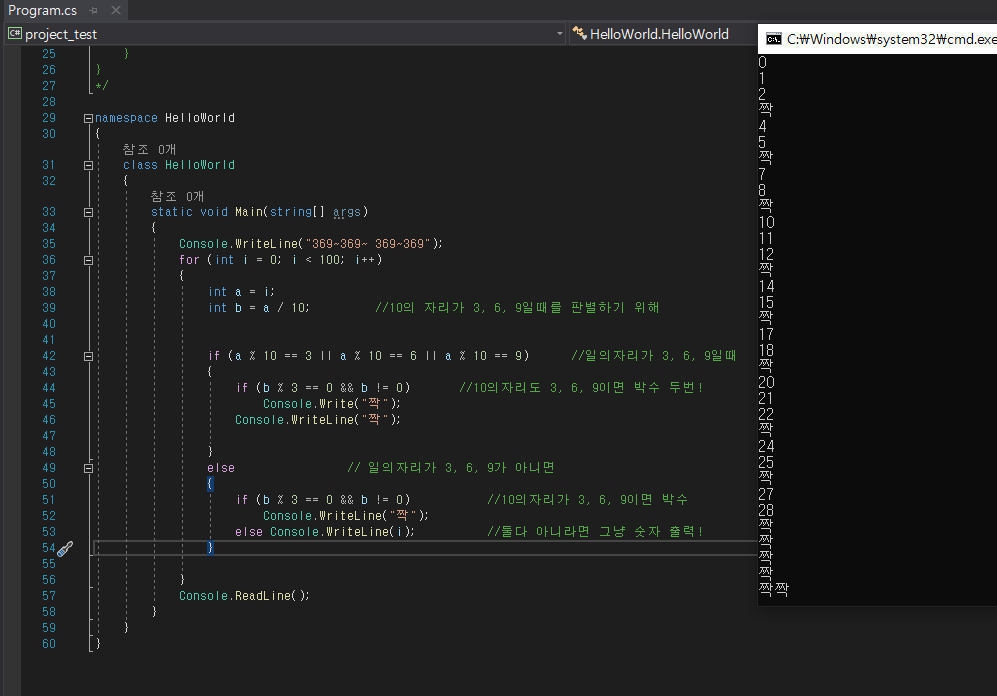 Program.cs
project_test
HelloWorld.HelloWorld
25 }
26 }
27 */
28
29 namespace HelloWorld
30 {
참조 0개
31 class HelloWorld
32 {
참조 0개
33 static void Main(string[] args)
34 {
35 Console.WriteLine("369~369~ 369~369");
36 for (int i = 0; i < 100; i++)
37 {
38 int a = i;
39 int b = a / 10; //10의 자리가 3, 6, 9일때를 판별하기 위해
40
41
42 if (a % 10 == 3 || a % 10 == 6 || a % 10 == 9) //일의자리가 3, 6, 9일때
43 {
44 if (b % 3 == 0 && b != 0) //10의자리도 3, 6, 9이면 박수 두번!
45 Console.Write("짝");
46 Console.WriteLine("짝");
47
48 }
49 else // 일의자리가 3, 6, 9가 아니면
50 {
51 if (b % 3 == 0 && b != 0) //10의자리가 3, 6, 9이면 박수
52 Console.WriteLine("짝");
53 else Console.WriteLine(i); //둘다 아니라면 그냥 숫자 출력!
54 }
55
56 }
57 Console.ReadLine();
58 }
59 }
60 }
C:₩Windows₩system32₩cmd.exe
0
1
2
짝
4
5
짝
7
8
짝
10
11
12
짝
14
15
짝
17
18
짝
20
21
22
짝
24
25
짝
27
28
짝
짝
짝
짝
짝짝